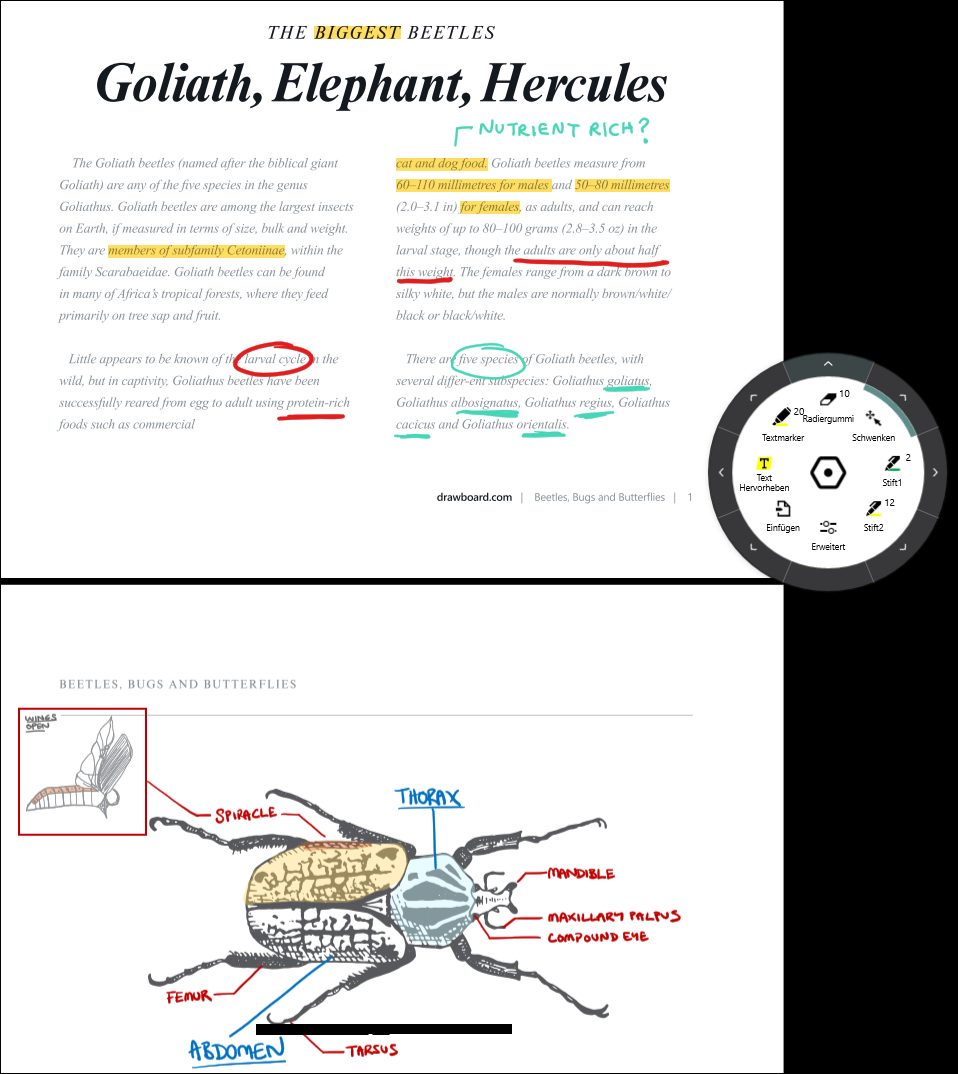 THE BIGGEST BEETLES
Goliath, Elephant, Hercules
NUTRIENT RICH?
The Goliath beetles (named after the biblical giant
Goliath) are any of the five species in the genus
Goliathus. Goliath beetles are among the largest insects
on Earth, if measured in terms of size, bulk and weight.
They are members of subfamily Cetoniinae, within the
family Scarabaeidae. Goliath beetles can be found
in many of Africa's tropical forests, where they feed
primarily on tree sap and fruit.
Little appears to be known of the larval cycle in the
wild, but in captivity, Goliathus beetles have been
successfully reared from egg to adult using protein-rich
foods such as commercial
cat and dog food. Goliath beetles measure from
60–110 millimetres for males and 50–80 millimetres
(2.0–3.1 in) for females, as adults, and can reach
weights of up to 80–100 grams (2.8–3.5 oz) in the
larval stage, though the adults are only about half
this weight. The females range from a dark brown to
silky white, but the males are normally brown/white/
black or black/white.
There are five species of Goliath beetles, with
several differ-ent subspecies: Goliathus goliatus,
Goliathus albosignatus, Goliathus regius, Goliathus
cacicus and Goliathus orientalis.
drawboard.com | Beetles, Bugs and Butterflies | 1
10
Radiergummi
20
Textmarker
Schwenken
Text
Hervorheben
2
Stift1
Einfügen
12
Stift2
Erweitert
BEETLES, BUGS AND BUTTERFLIES
WINGS
OPEN
SPIRACLE
THORAX
MANDIBLE
MAXILLARY PALPUS
COMPOUND EYE
FEMUR
ABDOMEN
TARSUS